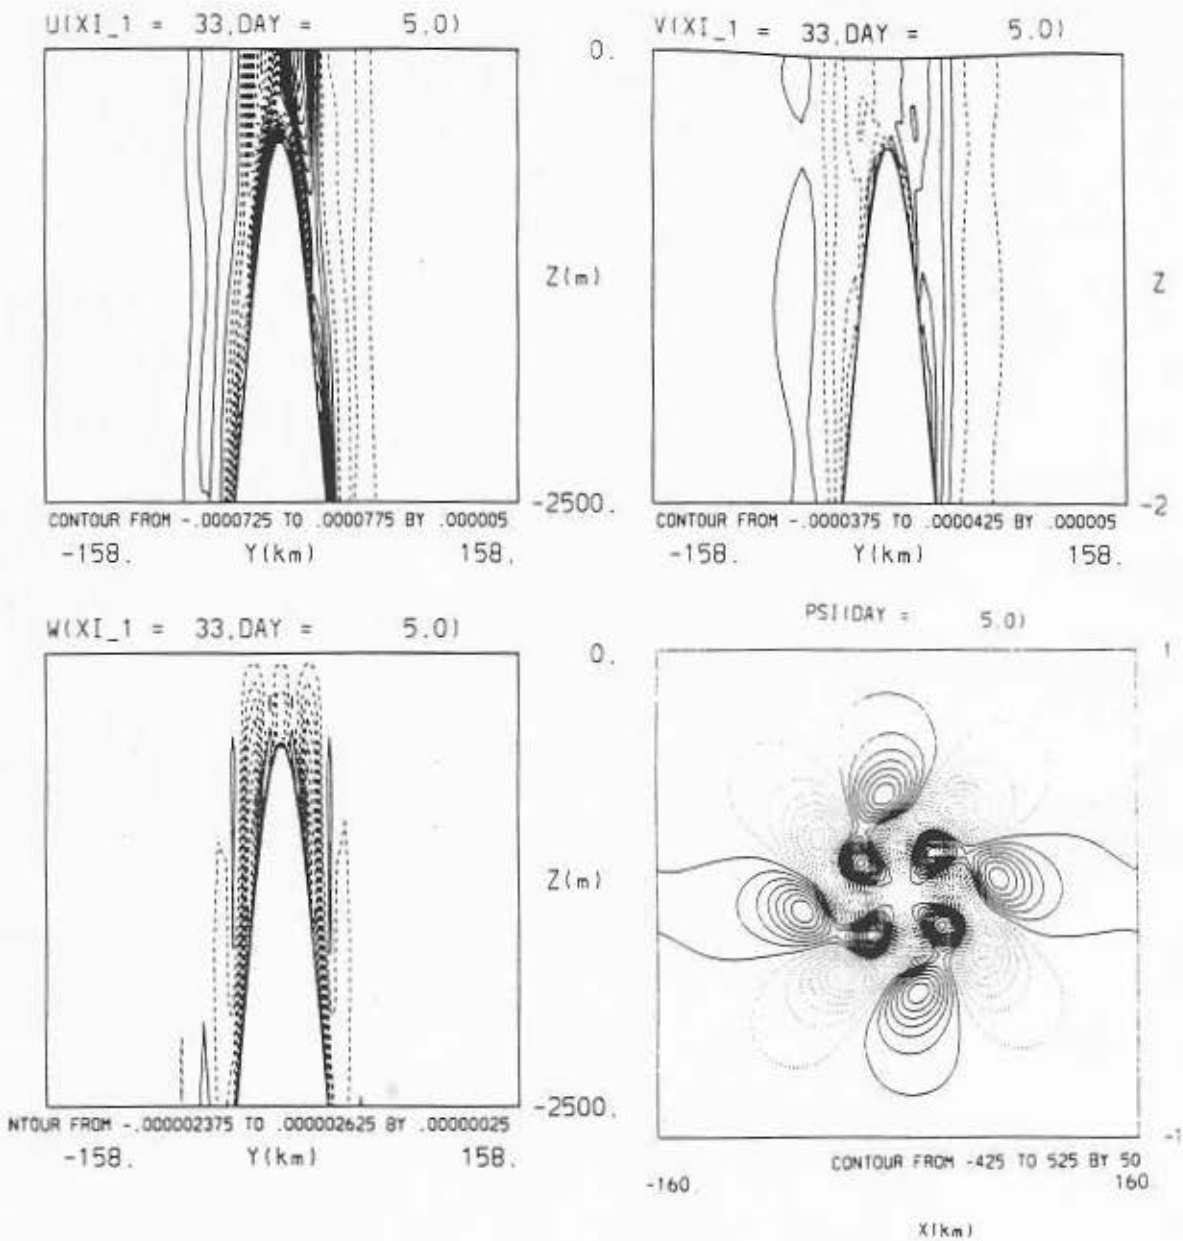 U(XI_1 = 33,DAY = 5.0)
0.
Z(m)
-2500.
CONTOUR FROM -.0000725 TO .0000775 BY .000005
-158. Y(km) 158.
V(XI_1 = 33,DAY = 5.0)
Z
-2
CONTOUR FROM -.0000375 TO .0000425 BY .000005
-158. Y(km) 158.
W(XI_1 = 33,DAY = 5.0)
0.
Z(m)
-2500.
NTOUR FROM -.000002375 TO .000002625 BY .00000025
-158. Y(km) 158.
PSI(DAY = 5.0)
1
-1
CONTOUR FROM -425 TO 525 BY 50
-160. 160.
X(km)